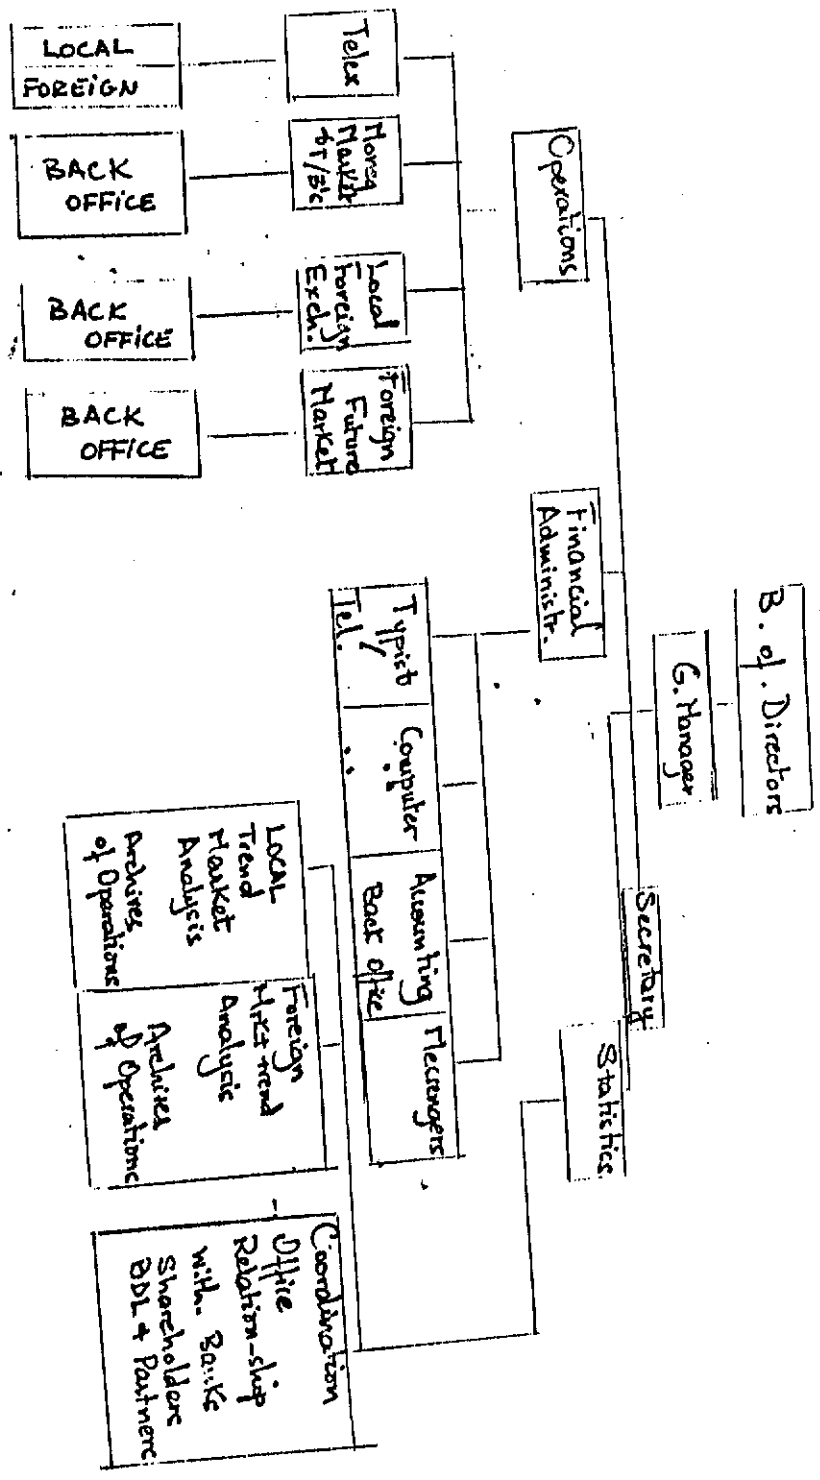 B. of. Directors
G. Manager
Secretary
Operations
Financial
Administr.
Statistics.
Telex
Money
Market
+T/B's
Local
Foreign
Exch.
Foreign
Future
Market
LOCAL
FOREIGN
BACK
OFFICE
BACK
OFFICE
BACK
OFFICE
Typist
/
Tel.
Computer
Accounting
Back office
Messengers
LOCAL
Trend
Market
Analysis
Archives
of Operations
Foreign
Mrkt trend
Analysis
Archives
of Operations
Coordination
Office
Relation-ship
with. Banks
Shareholders
BDL + Partners